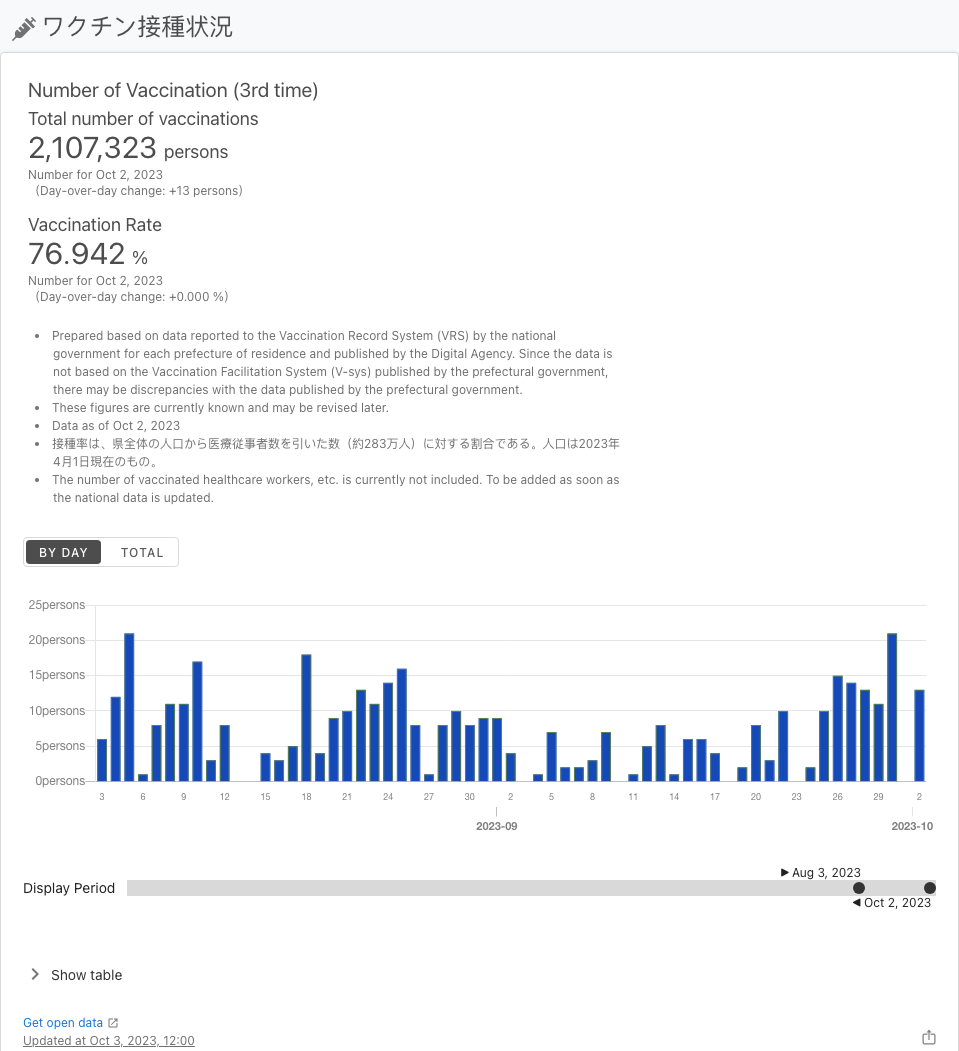 ワクチン接種状況
Number of Vaccination (3rd time)
Total number of vaccinations
2,107,323 persons
Number for Oct 2, 2023
(Day-over-day change: +13 persons)
Vaccination Rate
76.942 %
Number for Oct 2, 2023
(Day-over-day change: +0.000 %)
• Prepared based on data reported to the Vaccination Record System (VRS) by the national
government for each prefecture of residence and published by the Digital Agency. Since the data is
not based on the Vaccination Facilitation System (V-sys) published by the prefectural government,
there may be discrepancies with the data published by the prefectural government.
• These figures are currently known and may be revised later.
• Data as of Oct 2, 2023
• 接種率は、県全体の人口から医療従事者数を引いた数（約283万人）に対する割合である。人口は2023年
4月1日現在のもの。
• The number of vaccinated healthcare workers, etc. is currently not included. To be added as soon as
the national data is updated.
BY DAY TOTAL
25persons
20persons
15persons
10persons
5persons
0persons
3 6 9 12 15 18 21 24 27 30 2 5 8 11 14 17 20 23 26 29 2
2023-09 2023-10
▶ Aug 3, 2023
Display Period
◀ Oct 2, 2023
Show table
Get open data
Updated at Oct 3, 2023, 12:00